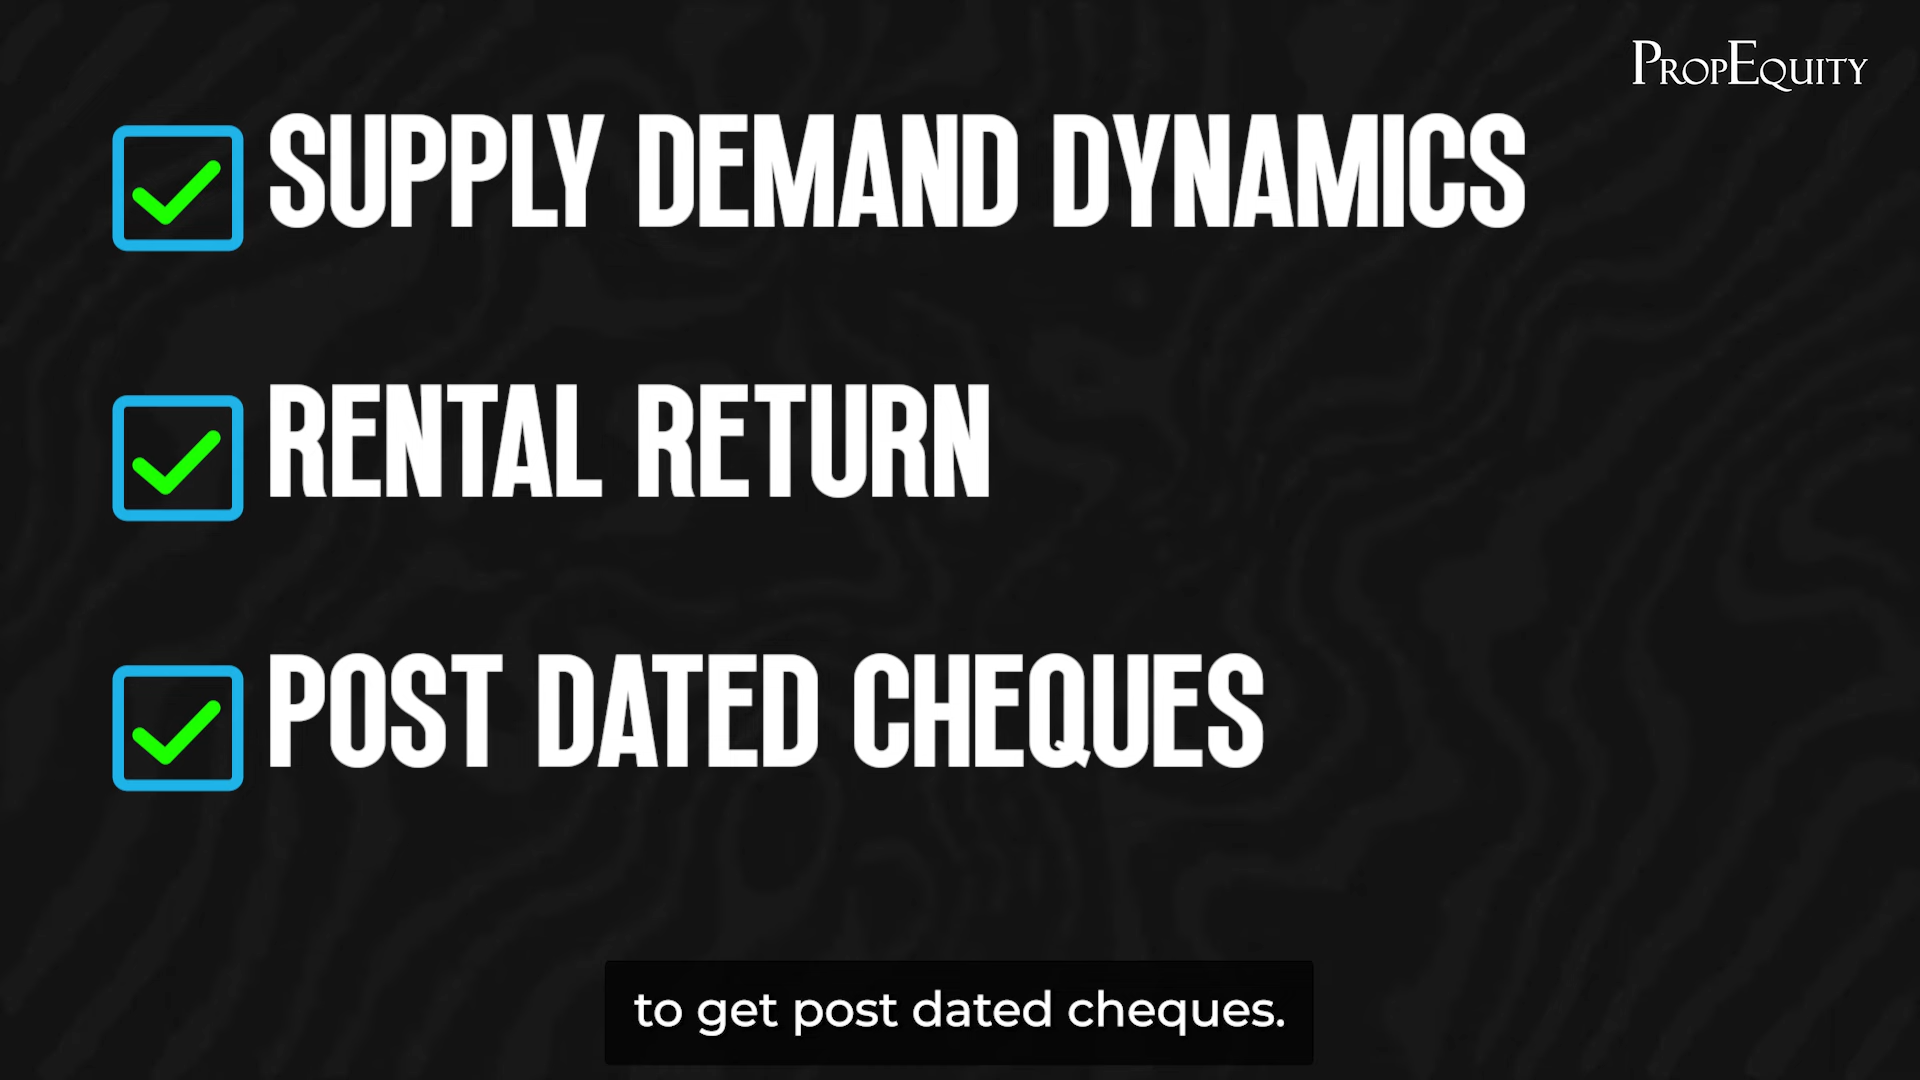 PROPEQUITY
SUPPLY DEMAND DYNAMICS
RENTAL RETURN
POST DATED CHEQUES
to get post dated cheques.